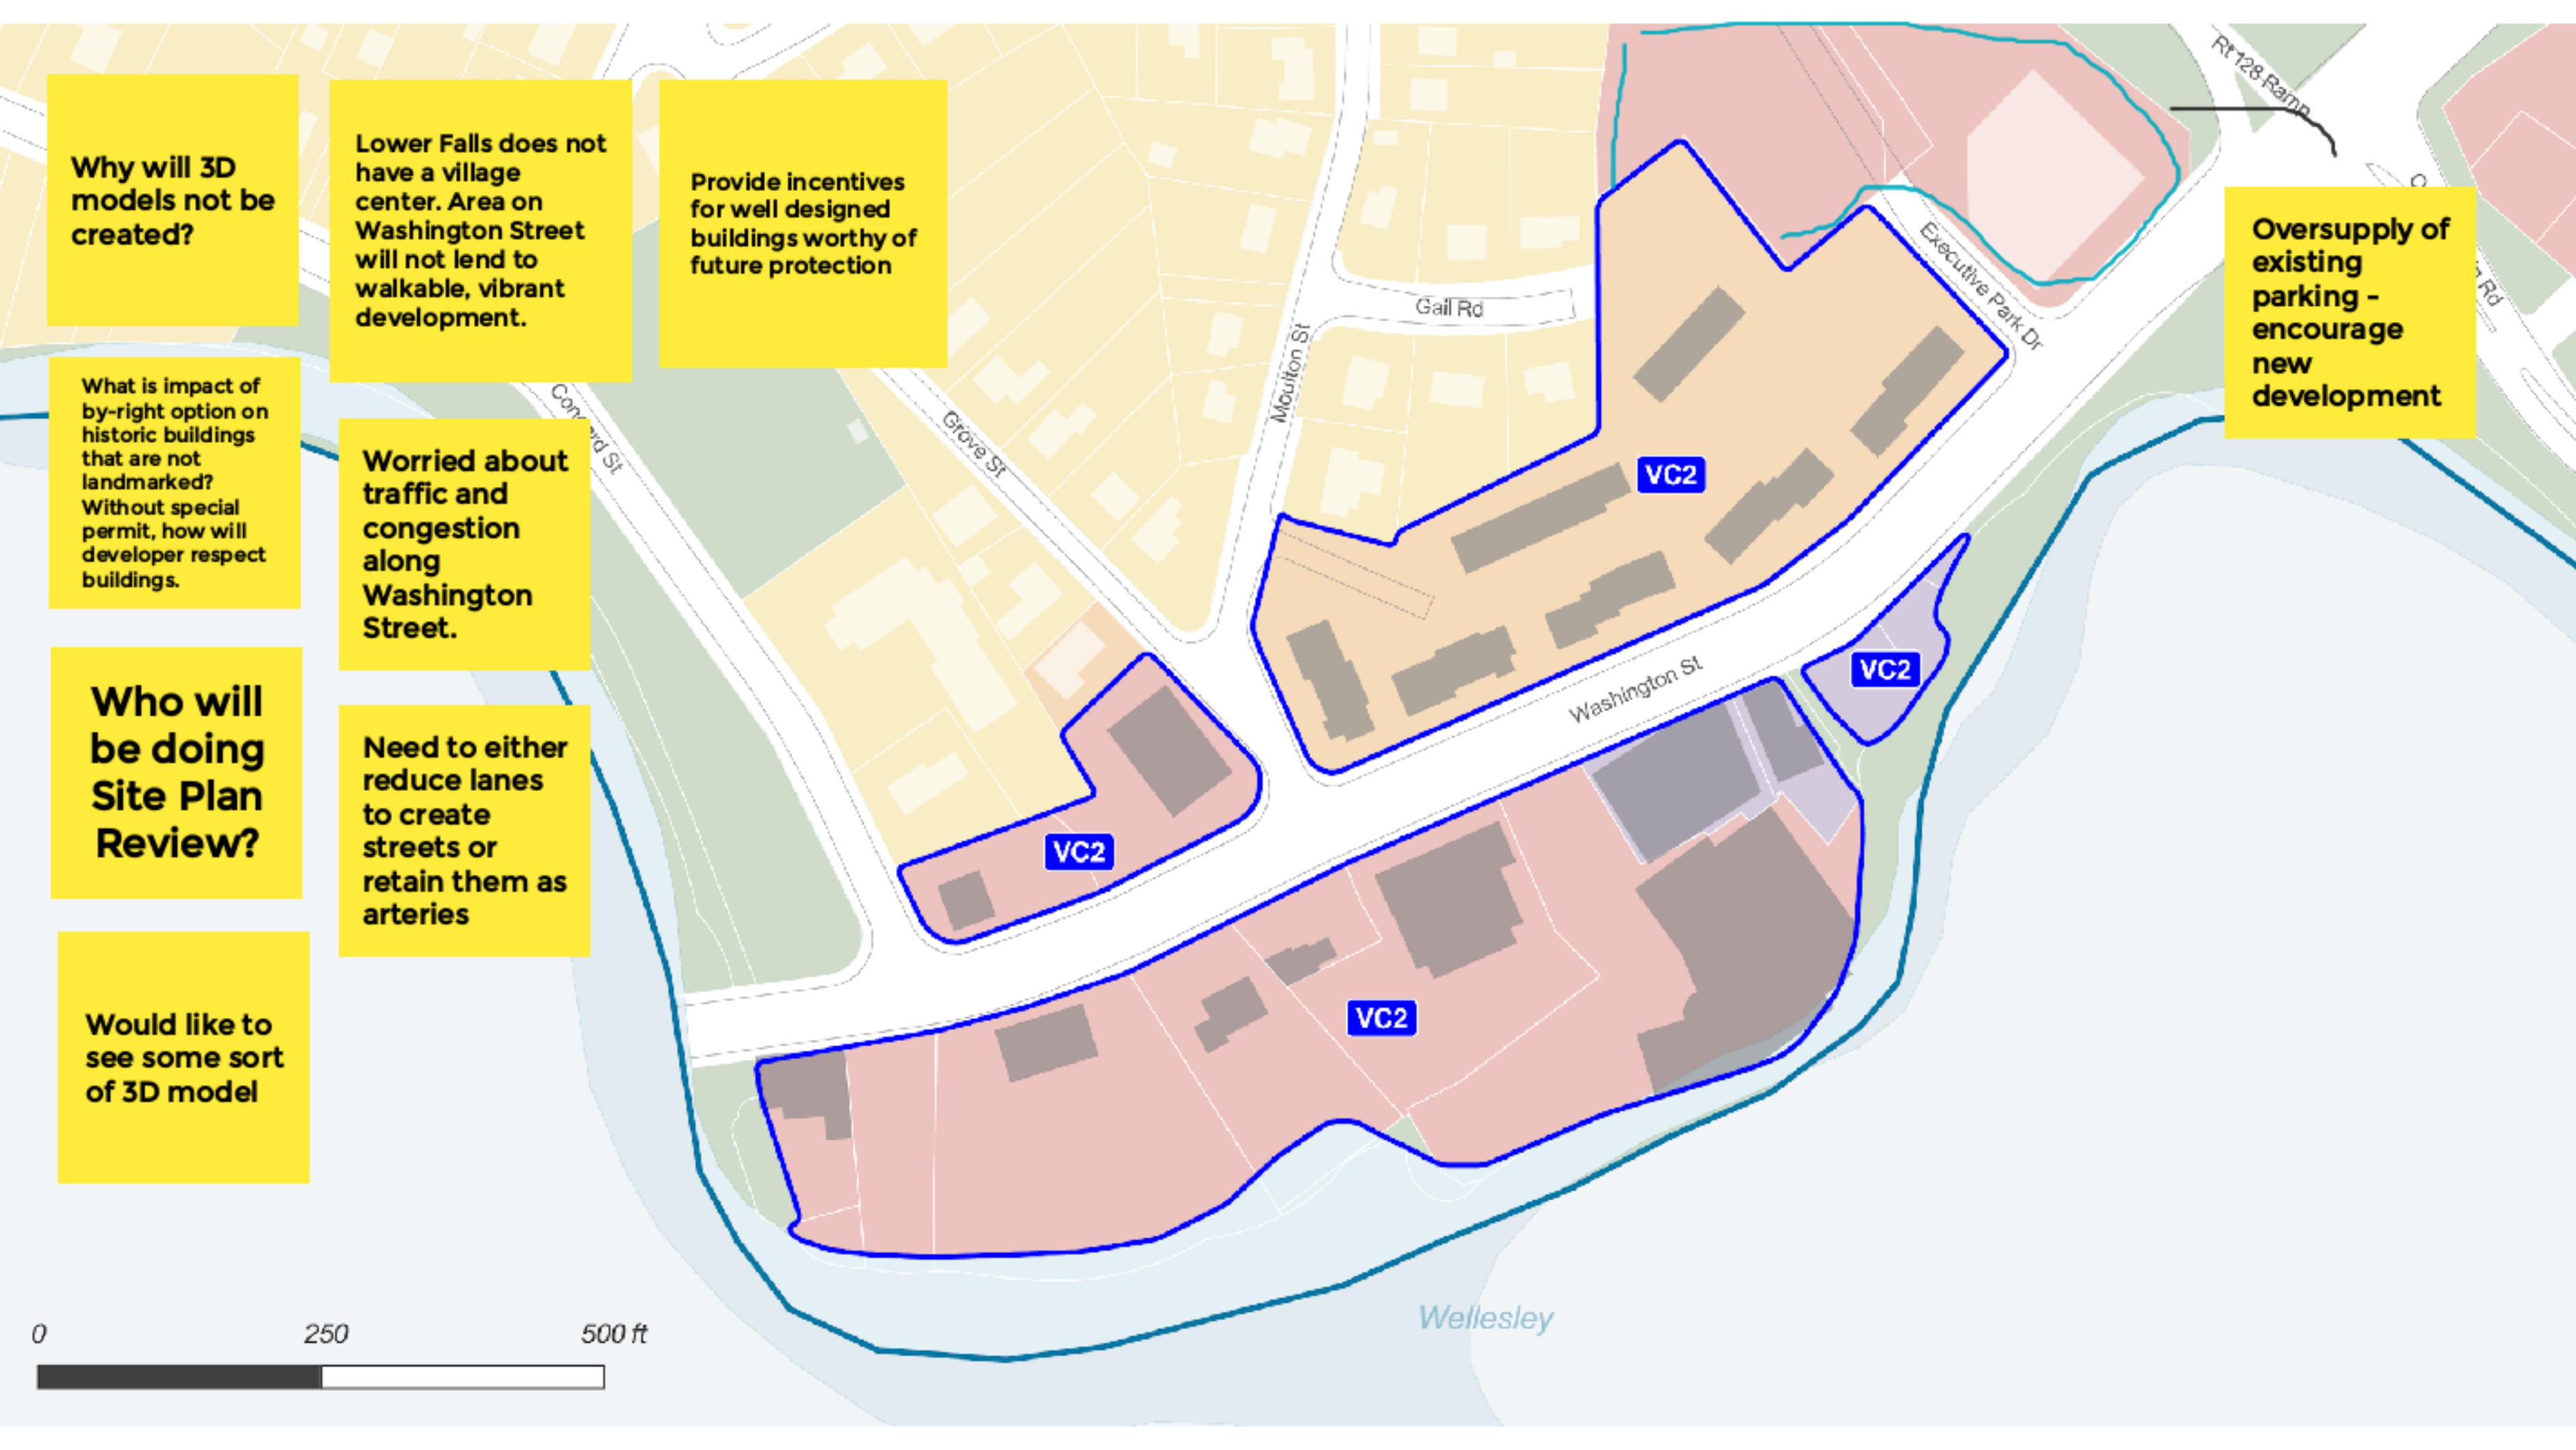 Why will 3D
models not be
created?
Lower Falls does not
have a village
center. Area on
Washington Street
will not lend to
walkable, vibrant
development.
Provide incentives
for well designed
buildings worthy of
future protection
Rt 128 Ramp
Oversupply of
existing
parking -
encourage
new
development
Rd
Executive Park Dr
Gail Rd
Moulton St
Grove St
Concord St
What is impact of
by-right option on
historic buildings
that are not
landmarked?
Without special
permit, how will
developer respect
buildings.
Worried about
traffic and
congestion
along
Washington
Street.
VC2
VC2
Washington St
Who will
be doing
Site Plan
Review?
Need to either
reduce lanes
to create
streets or
retain them as
arteries
VC2
VC2
Would like to
see some sort
of 3D model
Wellesley
0 250 500 ft